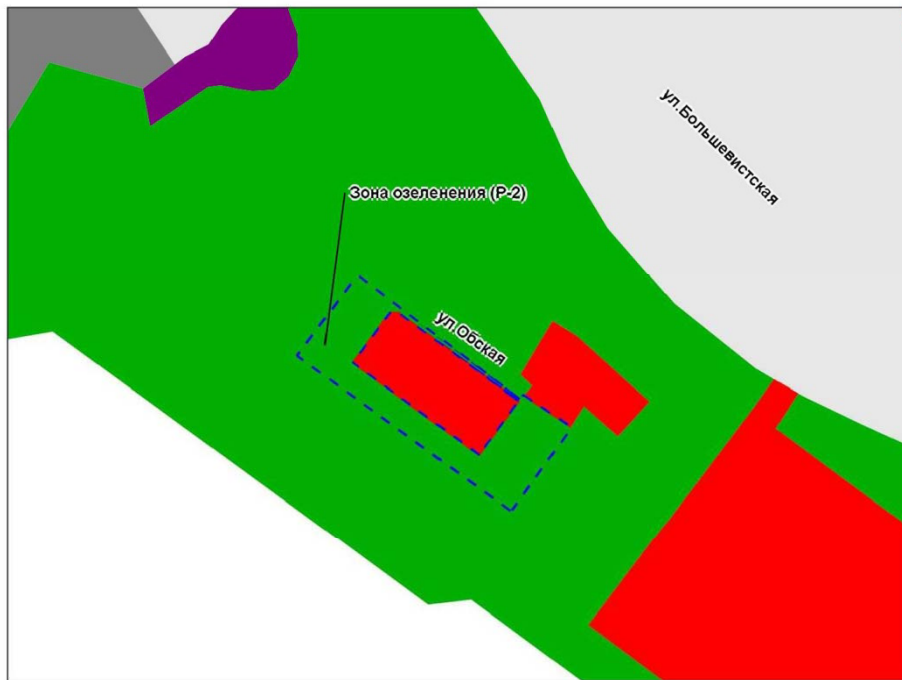 ул.Большевистская
Зона озеленения (Р-2)
ул.Обская